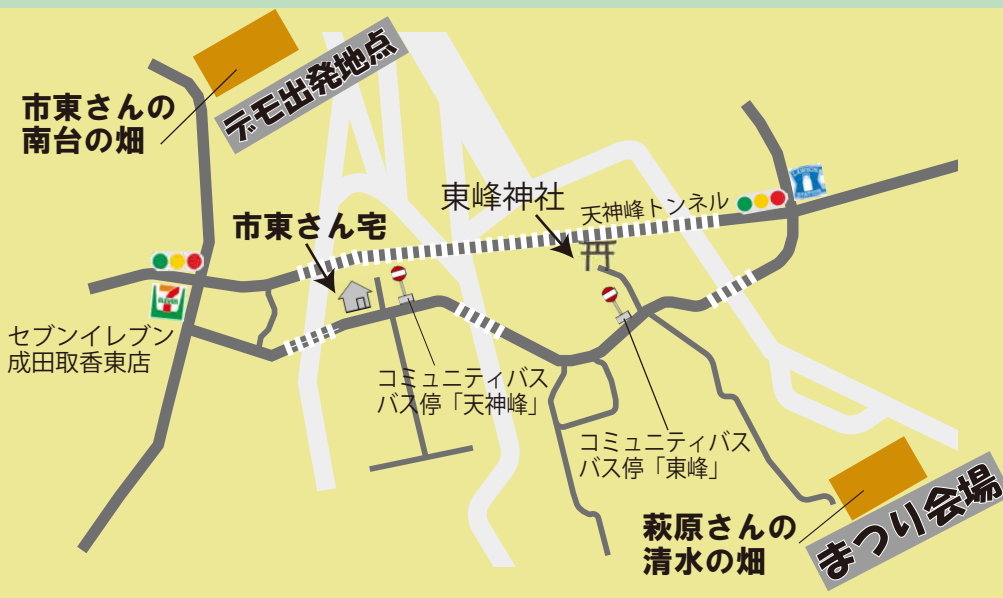 デモ出発地点
市東さんの
南台の畑
東峰神社
天神峰トンネル
LAWSON
STATION
市東さん宅
7
ELEVEN
セブンイレブン
成田取香東店
コミュニティバス
バス停「天神峰」
コミュニティバス
バス停「東峰」
萩原さんの
清水の畑
まつり会場